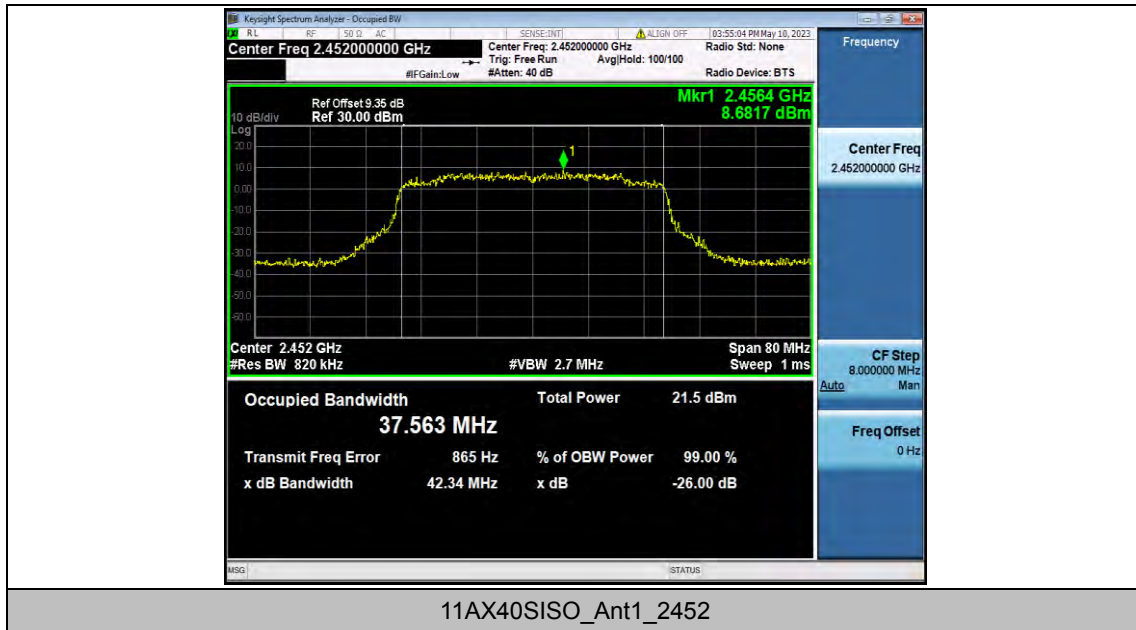 Keysight Spectrum Analyzer - Occupied BW
RL RF 50 Ω AC SENSE:INT ALIGN OFF 03:55:04 PM May 10, 2023
Center Freq 2.452000000 GHz
Center Freq: 2.452000000 GHz
Radio Std: None
Trig: Free Run Avg|Hold: 100/100
#IFGain:Low #Atten: 40 dB Radio Device: BTS
Frequency
Mkr1 2.4564 GHz
8.6817 dBm
Ref Offset 9.35 dB
10 dB/div Ref 30.00 dBm
Log
20.0
10.0
0.00
-10.0
-20.0
-30.0
-40.0
-50.0
-60.0
1
Center 2.452 GHz Span 80 MHz
#Res BW 820 kHz #VBW 2.7 MHz Sweep 1 ms
Center Freq
2.452000000 GHz
CF Step
8.000000 MHz
Auto Man
Freq Offset
0 Hz
Occupied Bandwidth Total Power 21.5 dBm
37.563 MHz
Transmit Freq Error 865 Hz % of OBW Power 99.00 %
x dB Bandwidth 42.34 MHz x dB -26.00 dB
MSG STATUS
11AX40SISO_Ant1_2452